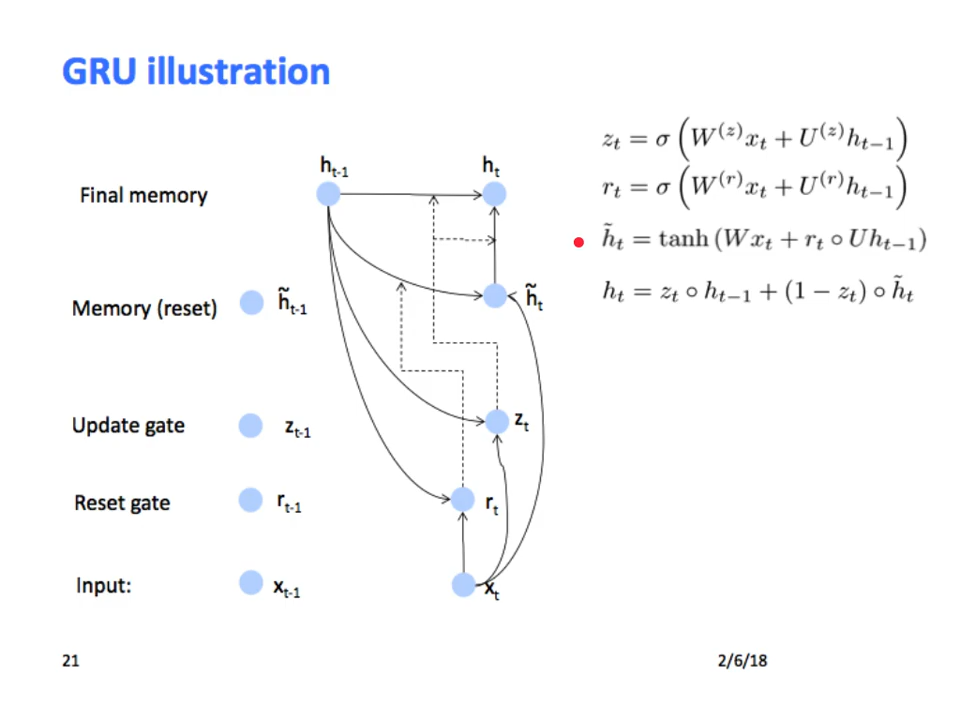 GRU illustration
Final memory
h_{t-1}
h_t
z_t = σ (W^{(z)}x_t + U^{(z)}h_{t−1})
r_t = σ (W^{(r)}x_t + U^{(r)}h_{t−1})
h̃_t = tanh (Wx_t + r_t ∘ Uh_{t−1})
h_t = z_t ∘ h_{t−1} + (1 − z_t) ∘ h̃_t
Memory (reset)
h̃_{t-1}
h̃_t
Update gate
z_{t-1}
z_t
Reset gate
r_{t-1}
r_t
Input:
x_{t-1}
x_t
21
2/6/18